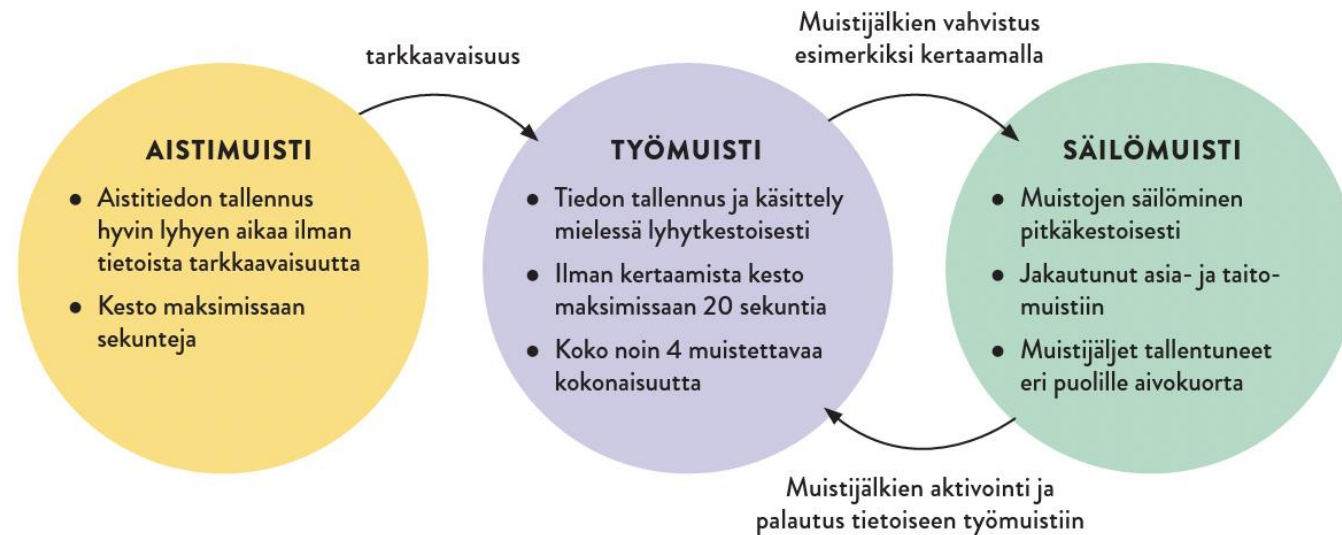 tarkkaavaisuus
Muistijälkien vahvistus
esimerkiksi kertaamalla
AISTIMUISTI
● Aistitiedon tallennus
hyvin lyhyen aikaa ilman
tietoista tarkkaavaisuutta
● Kesto maksimissaan
sekunteja
TYÖMUISTI
● Tiedon tallennus ja käsittely
mielessä lyhytkestoisesti
● Ilman kertaamista kesto
maksimissaan 20 sekuntia
● Koko noin 4 muistettavaa
kokonaisuutta
SÄILÖMUISTI
● Muistojen säilöminen
pitkäkestoisesti
● Jakautunut asia- ja taito-
muistiin
● Muistijäljet tallentuneet
eri puolille aivokuorta
Muistijälkien aktivointi ja
palautus tietoiseen työmuistiin